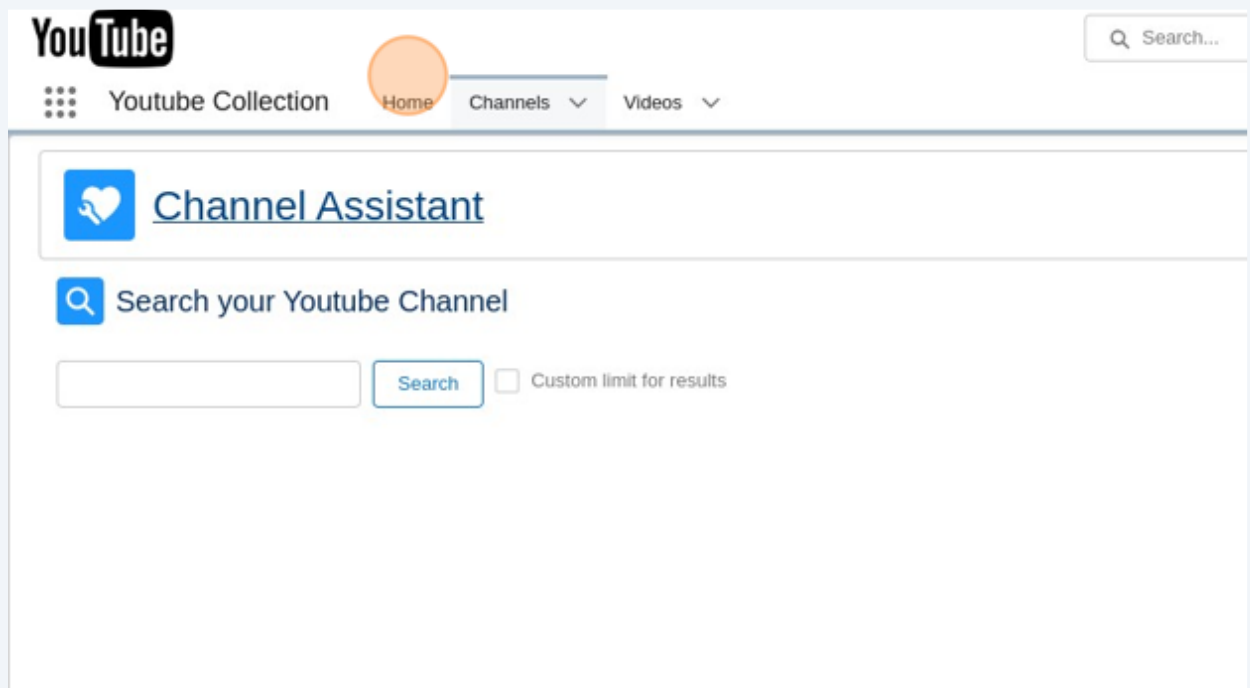 YouTube
Search...
Youtube Collection Home Channels Videos
Channel Assistant
Search your Youtube Channel
Search Custom limit for results